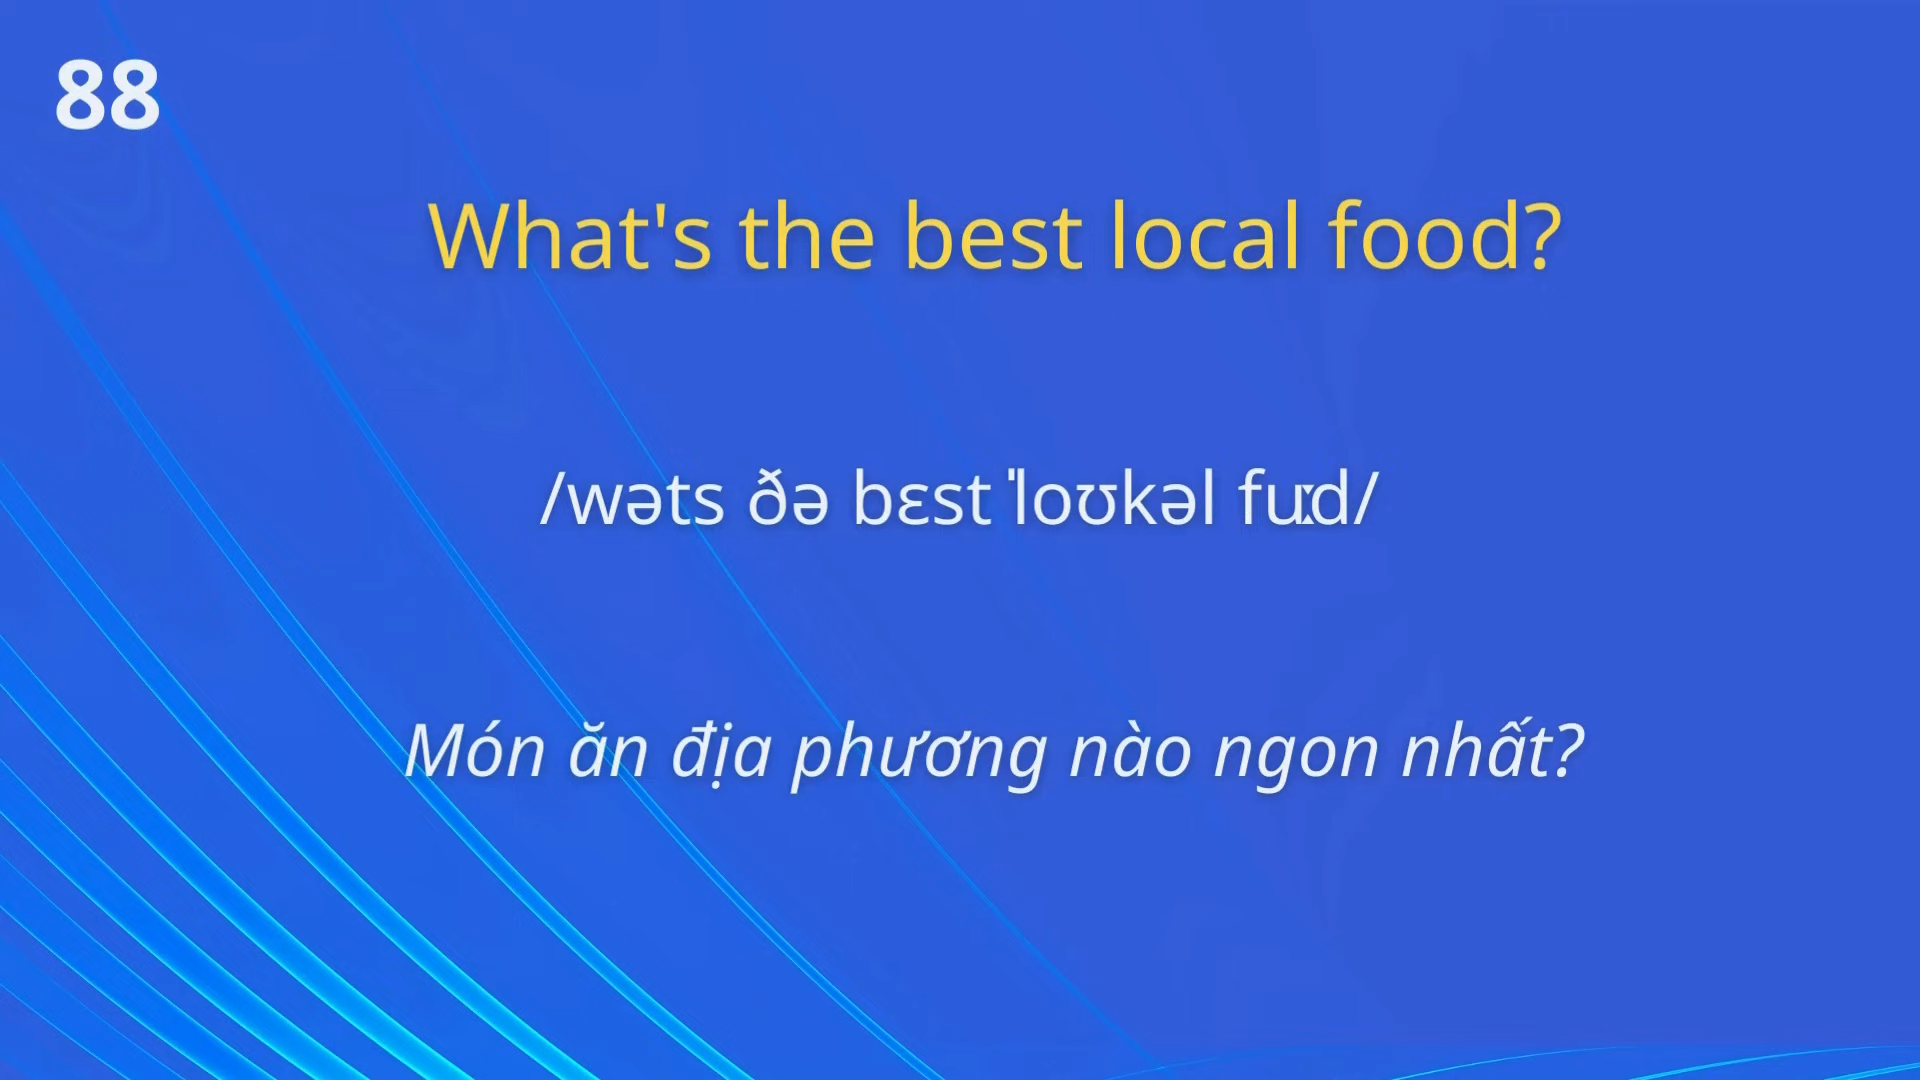 88
What's the best local food?
/wəts ðə bɛst ˈloʊkəl fuːd/
Món ăn địa phương nào ngon nhất?